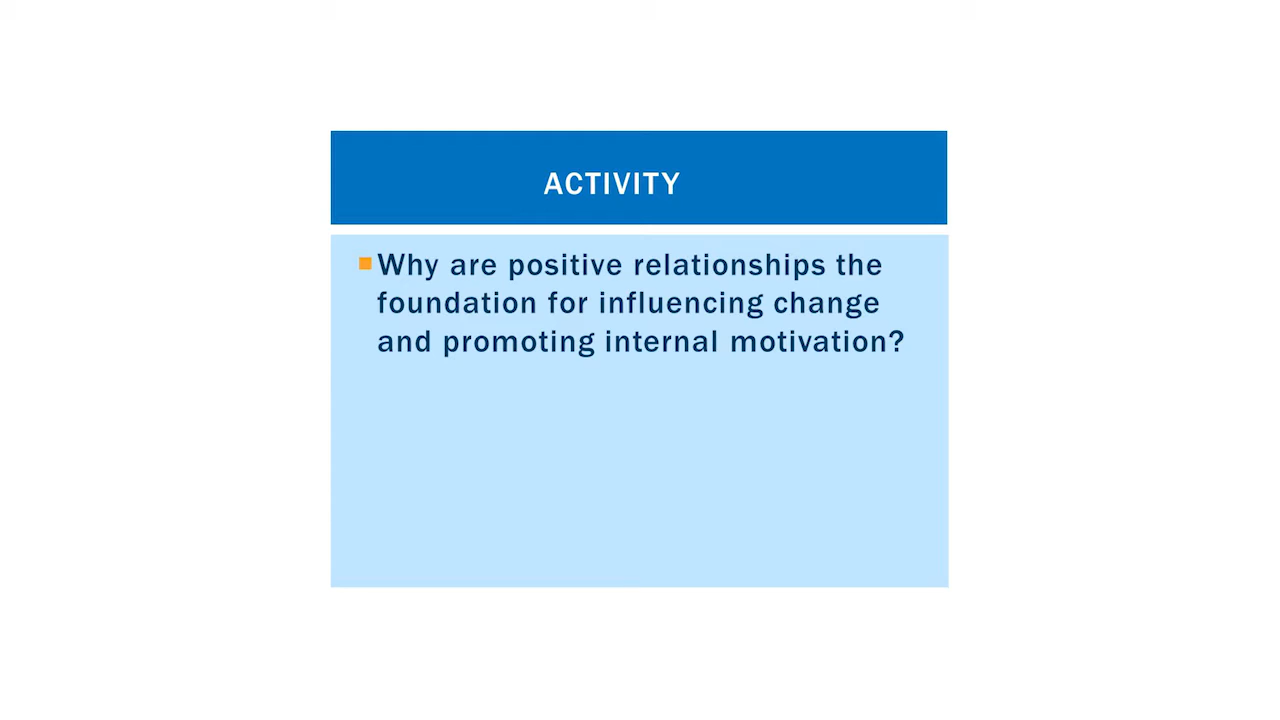 ACTIVITY
Why are positive relationships the
foundation for influencing change
and promoting internal motivation?